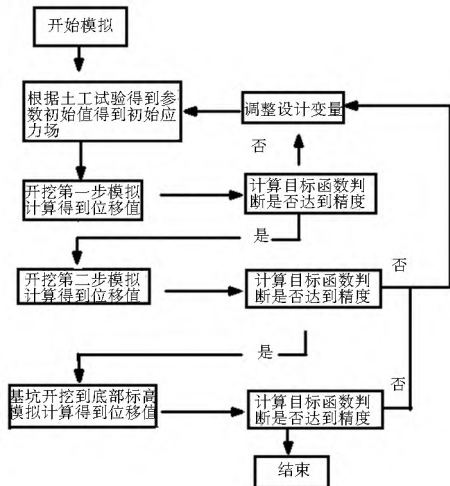 开始模拟
根据土工试验得到参
数初始值得到初始应
力场
调整设计变量
否
开挖第一步模拟
计算得到位移值
计算目标函数判
断是否达到精度
是
开挖第二步模拟
计算得到位移值
计算目标函数判
断是否达到精度
否
是
基坑开挖到底部标高
模拟计算得到位移值
计算目标函数判
断是否达到精度
否
结束